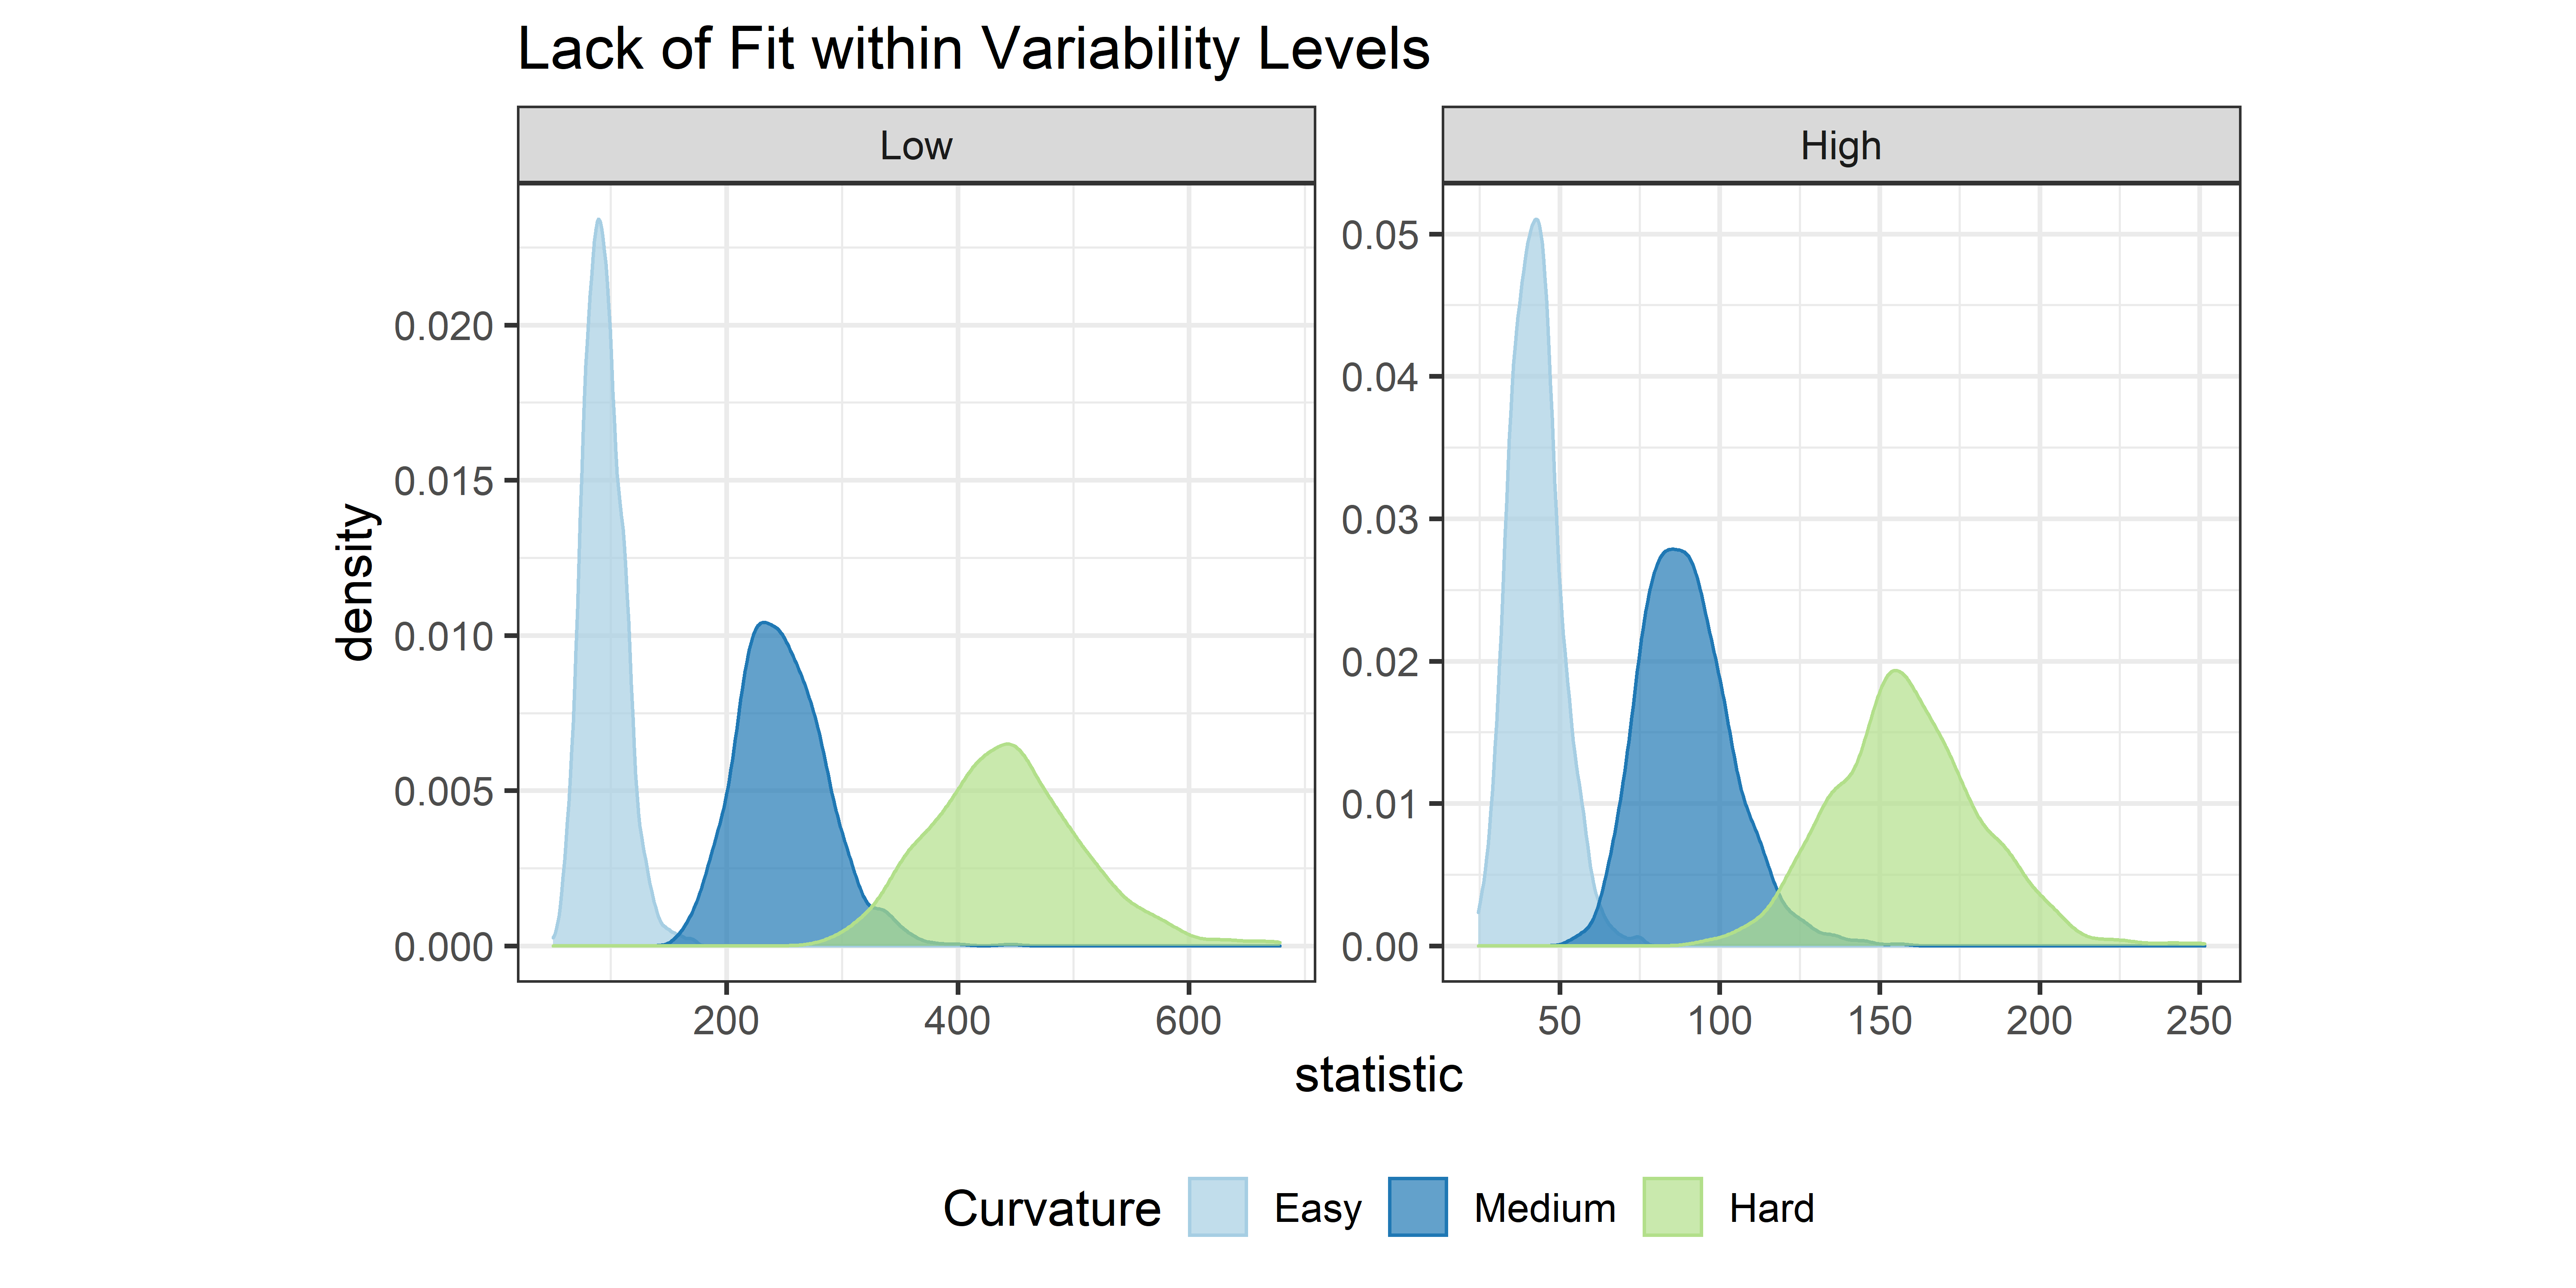 Lack of Fit within Variability Levels
Low
High
density
0.020
0.015
0.010
0.005
0.000
0.05
0.04
0.03
0.02
0.01
0.00
200 400 600
50 100 150 200 250
statistic
Curvature Easy Medium Hard